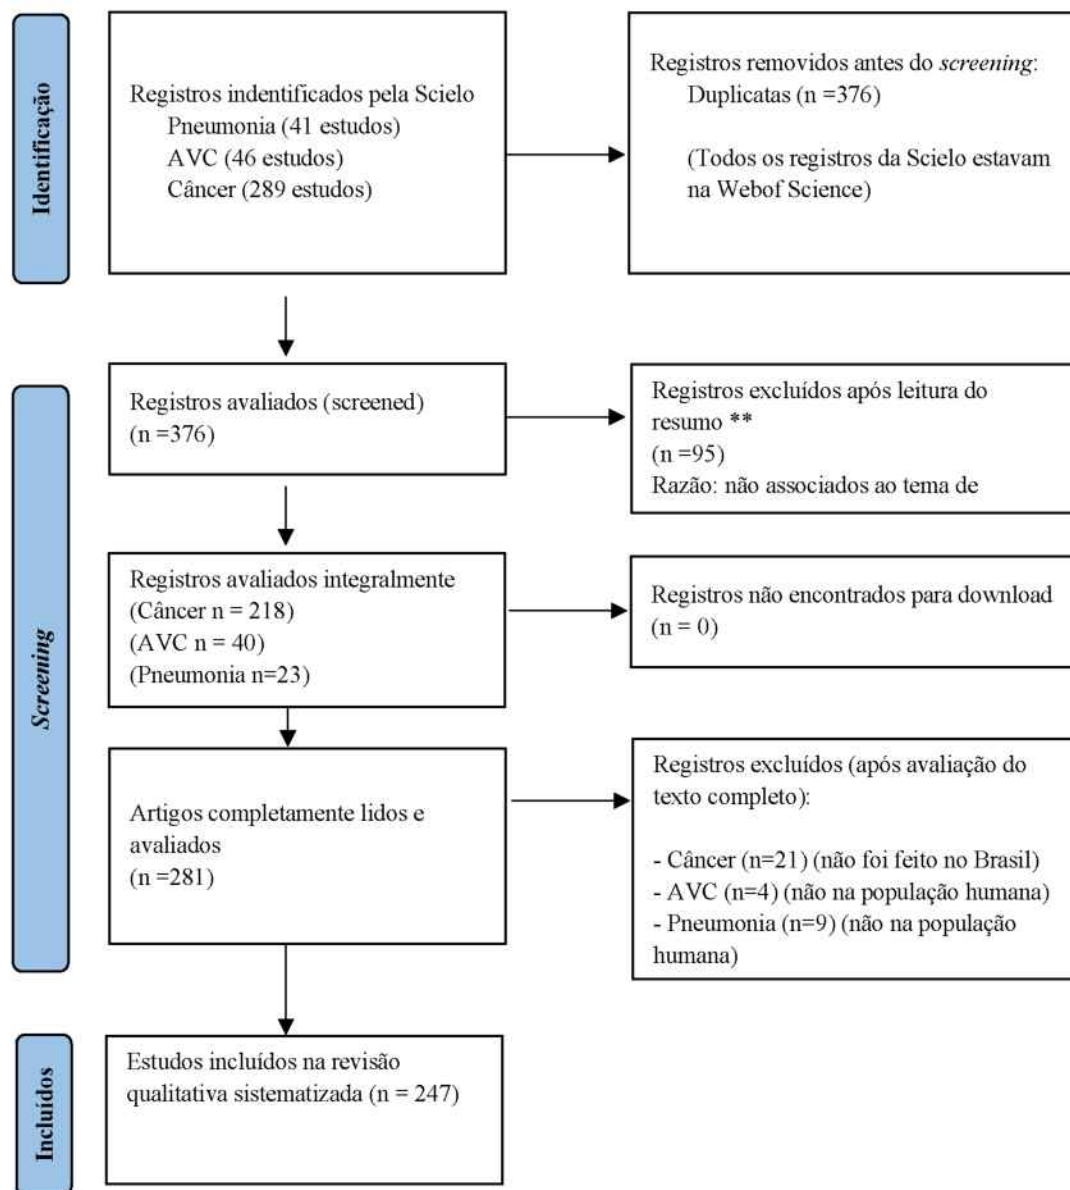 Identificação
Registros indentificados pela Scielo
Pneumonia (41 estudos)
AVC (46 estudos)
Câncer (289 estudos)
Registros removidos antes do screening:
Duplicatas (n =376)
(Todos os registros da Scielo estavam
na Webof Science)
Screening
Registros avaliados (screened)
(n =376)
Registros excluídos após leitura do
resumo **
(n =95)
Razão: não associados ao tema de
Registros avaliados integralmente
(Câncer n = 218)
(AVC n = 40)
(Pneumonia n=23)
Registros não encontrados para download
(n = 0)
Artigos completamente lidos e
avaliados
(n =281)
Registros excluídos (após avaliação do
texto completo):
- Câncer (n=21) (não foi feito no Brasil)
- AVC (n=4) (não na população humana)
- Pneumonia (n=9) (não na população
humana)
Incluídos
Estudos incluídos na revisão
qualitativa sistematizada (n = 247)